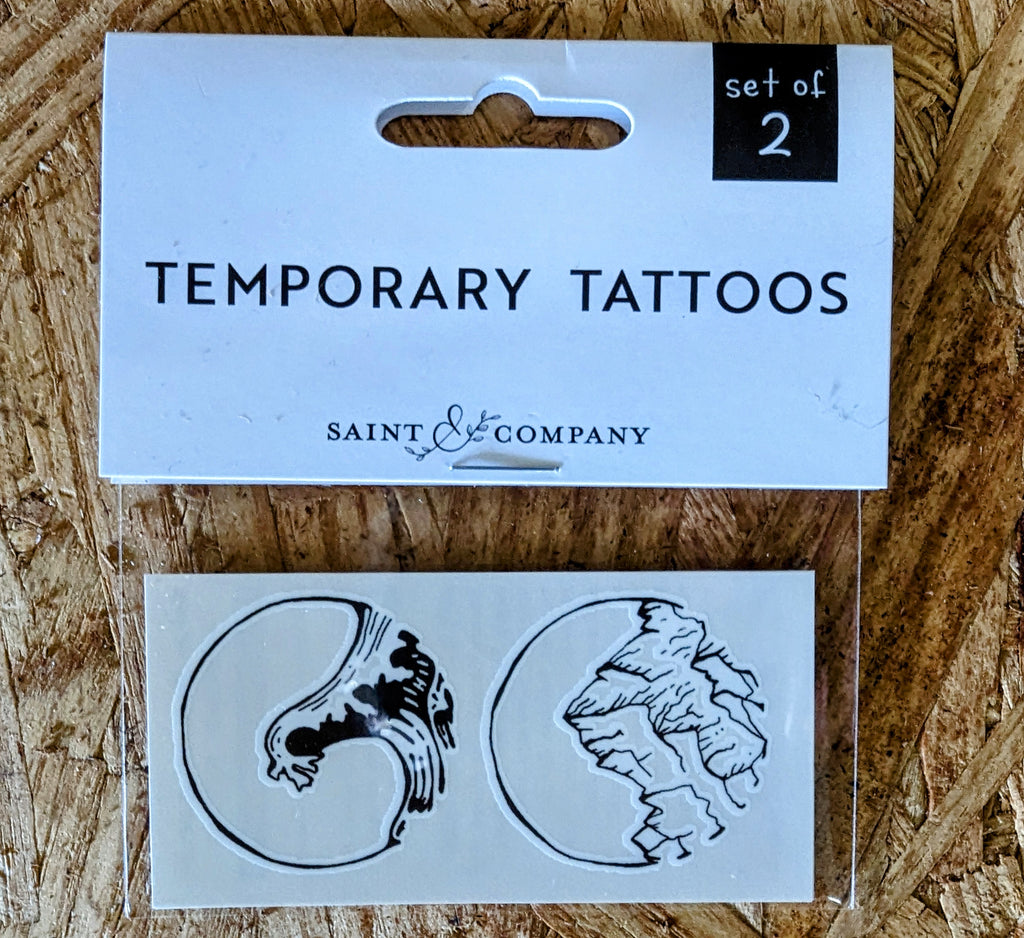 set of
2
TEMPORARY TATTOOS
SAINT & COMPANY